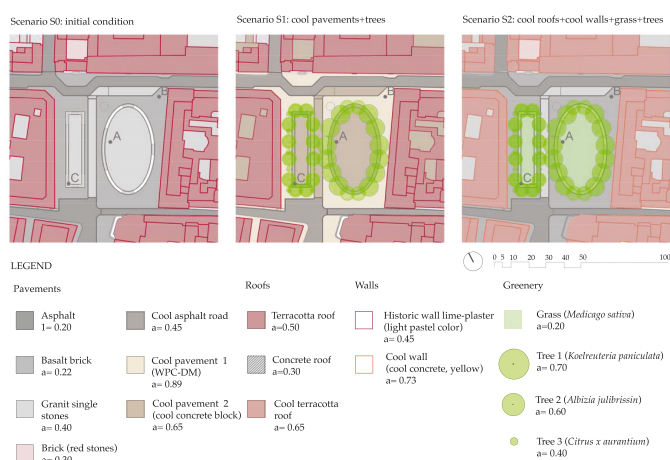 Scenario S0: initial condition
Scenario S1: cool pavements+trees
Scenario S2: cool roofs+cool walls+grass+trees
A
B
C
A
B
C
A
B
C
0 5 10 20 30 40 50 100
LEGEND
Pavements
Asphalt
1= 0.20
Basalt brick
a= 0.22
Granit single
stones
a= 0.40
Brick (red stones)
a= 0.30
Cool asphalt road
a= 0.45
Cool pavement 1
(WPC-DM)
a= 0.89
Cool pavement 2
(cool concrete block)
a= 0.65
Roofs
Terracotta roof
a=0.50
Concrete roof
a=0.30
Cool terracotta
roof
a= 0.65
Walls
Historic wall lime-plaster
(light pastel color)
a= 0.45
Cool wall
(cool concrete, yellow)
a= 0.73
Greenery
Grass (Medicago sativa)
a=0.20
Tree 1 (Koelreuteria paniculata)
a= 0.70
Tree 2 (Albizia julibrissin)
a= 0.60
Tree 3 (Citrus x aurantium)
a= 0.40